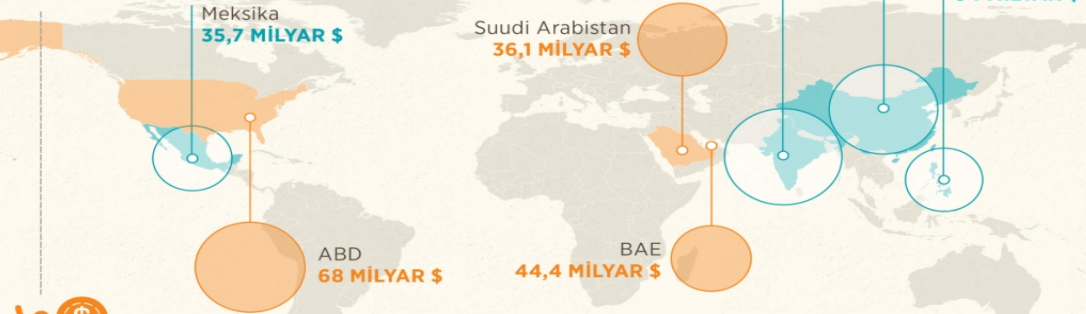 Meksika
35,7 MİLYAR $
Suudi Arabistan
36,1 MİLYAR $
ABD
68 MİLYAR $
BAE
44,4 MİLYAR $